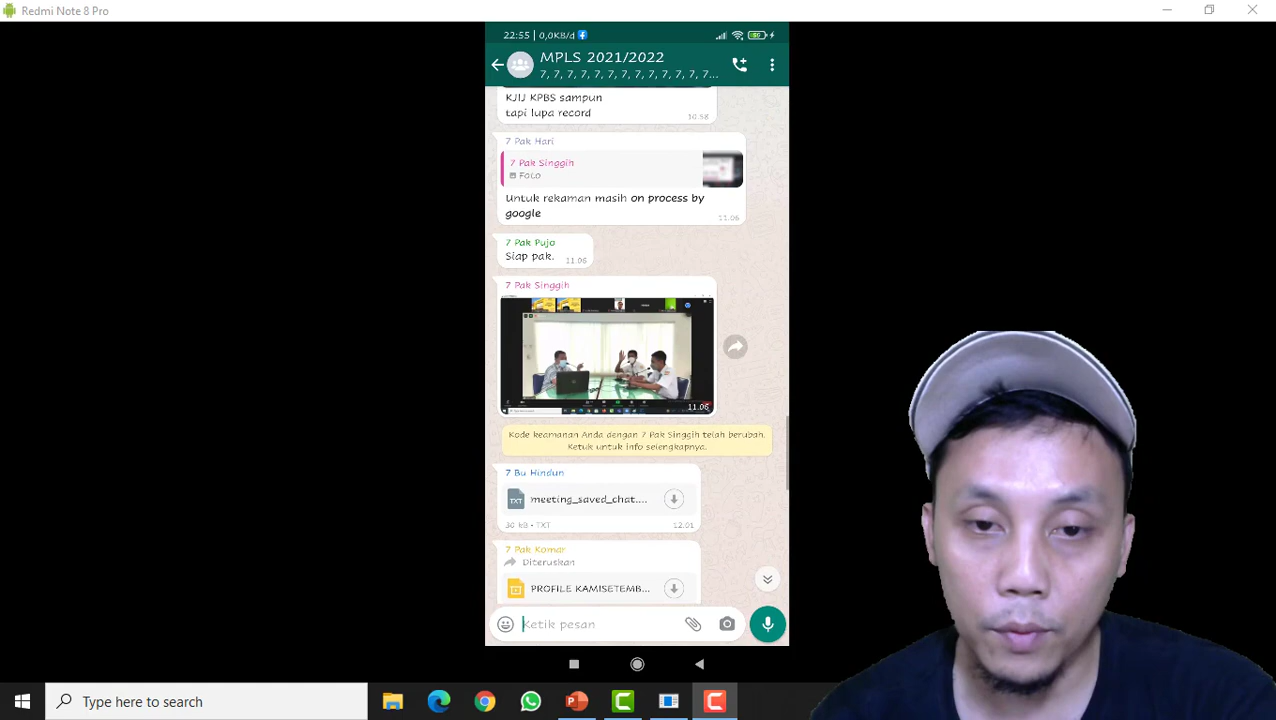 Redmi Note 8 Pro
22:55 | 0,0KB/d
MPLS 2021/2022
7, 7, 7, 7, 7, 7, 7, 7, 7, 7, 7, 7, 7...
KJIJ KPBS sampun
tapi lupa record
10.58
7 Pak Hari
7 Pak Singgih
Foto
Untuk rekaman masih on process by
google
11.06
7 Pak Pujo
Siap pak.
11.06
7 Pak Singgih
11.06
Kode keamanan Anda dengan 7 Pak Singgih telah berubah.
Ketuk untuk info selengkapnya.
7 Bu Hindun
TXT
meeting_saved_chat....
30 kB • TXT
12.01
7 Pak Komar
Diteruskan
PROFILE KAMISETEMB...
Ketik pesan
Type here to search